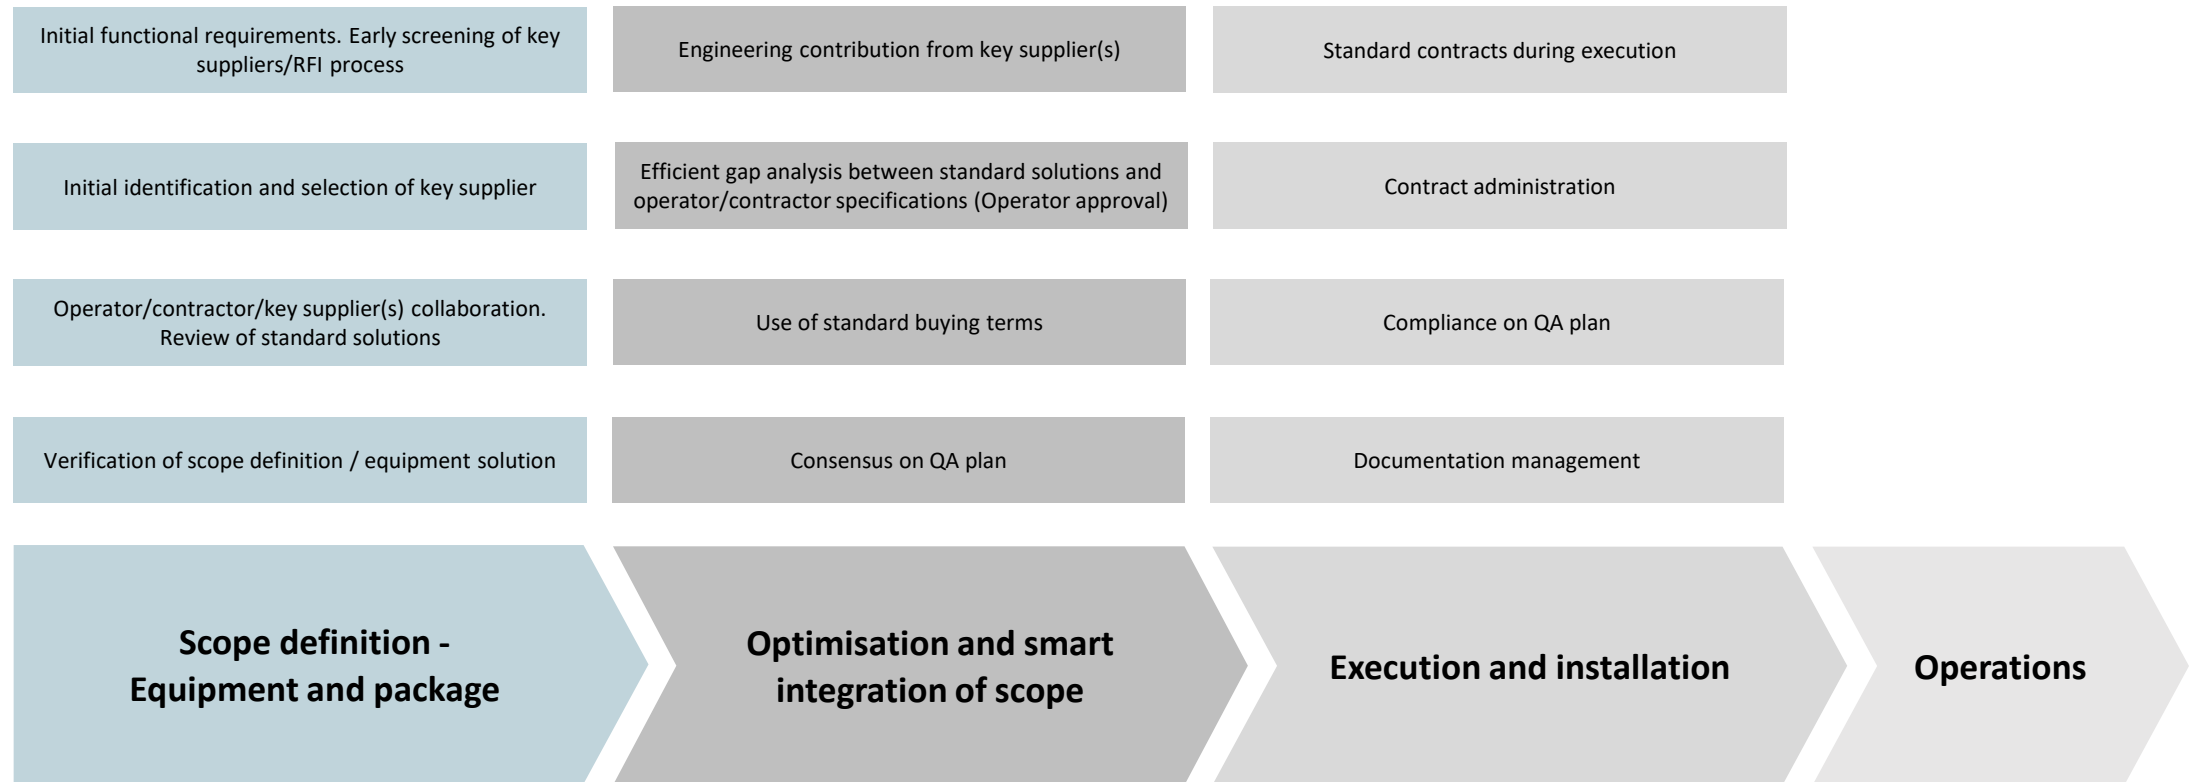 Initial functional requirements. Early screening of key
suppliers/RFI process
Engineering contribution from key supplier(s)
Standard contracts during execution
Initial identification and selection of key supplier
Efficient gap analysis between standard solutions and
operator/contractor specifications (Operator approval)
Contract administration
Operator/contractor/key supplier(s) collaboration.
Review of standard solutions
Use of standard buying terms
Compliance on QA plan
Verification of scope definition / equipment solution
Consensus on QA plan
Documentation management
Scope definition -
Equipment and package
Optimisation and smart
integration of scope
Execution and installation
Operations